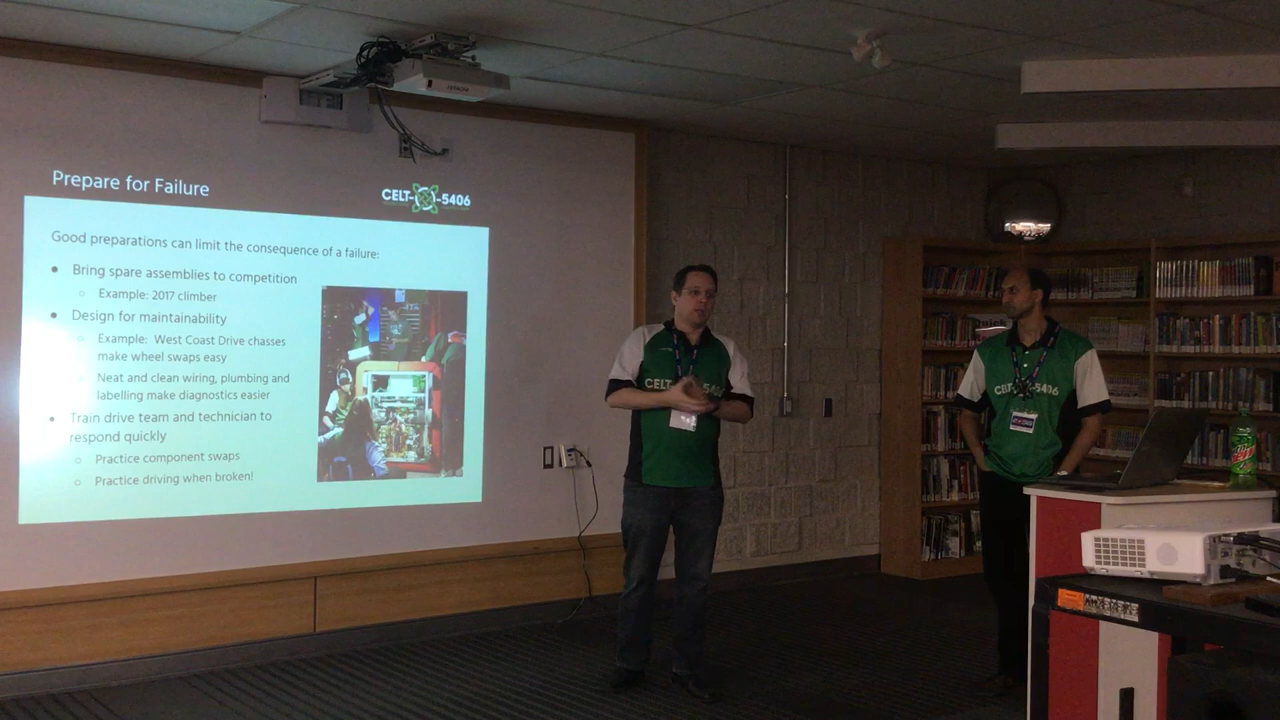 Prepare for Failure
CELT-X-5406
Good preparations can limit the consequence of a failure:
• Bring spare assemblies to competition
○ Example: 2017 climber
• Design for maintainability
○ Example: West Coast Drive chasses
make wheel swaps easy
○ Neat and clean wiring, plumbing and
labelling make diagnostics easier
• Train drive team and technician to
respond quickly
○ Practice component swaps
○ Practice driving when broken!
HITACHI
CELT-X-5406
CELT-X-5406
Quick